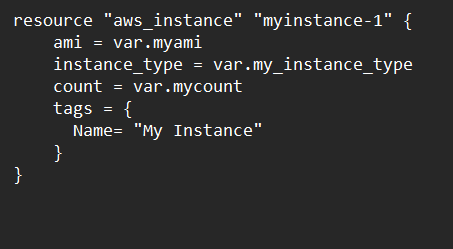 resource "aws_instance" "myinstance-1" {
    ami = var.myami
    instance_type = var.my_instance_type
    count = var.mycount
    tags = {
      Name= "My Instance"
    }
}